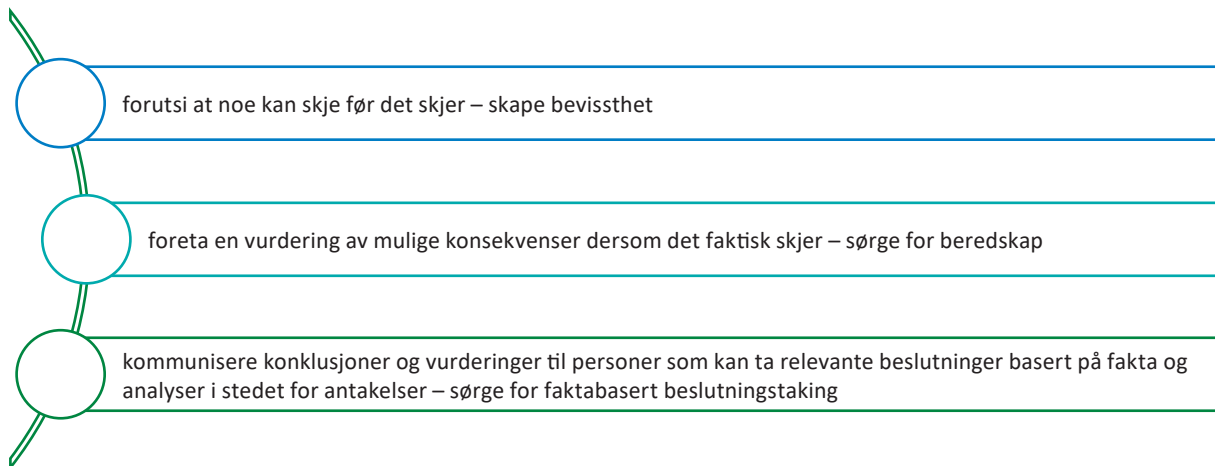 forutsi at noe kan skje før det skjer – skape bevissthet
foreta en vurdering av mulige konsekvenser dersom det faktisk skjer – sørge for beredskap
kommunisere konklusjoner og vurderinger til personer som kan ta relevante beslutninger basert på fakta og
analyser i stedet for antakelser – sørge for faktabasert beslutningstaking